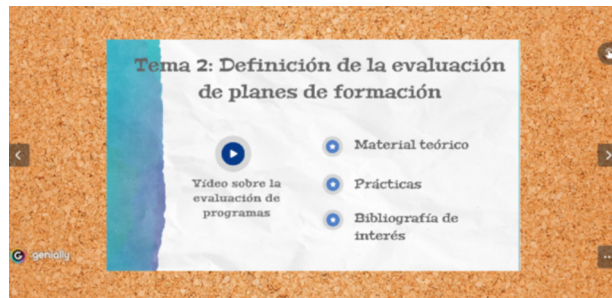 Tema 2: Definición de la evaluación
de planes de formación
Vídeo sobre la
evaluación de
programas
Material teórico
Prácticas
Bibliografía de
interés
genially